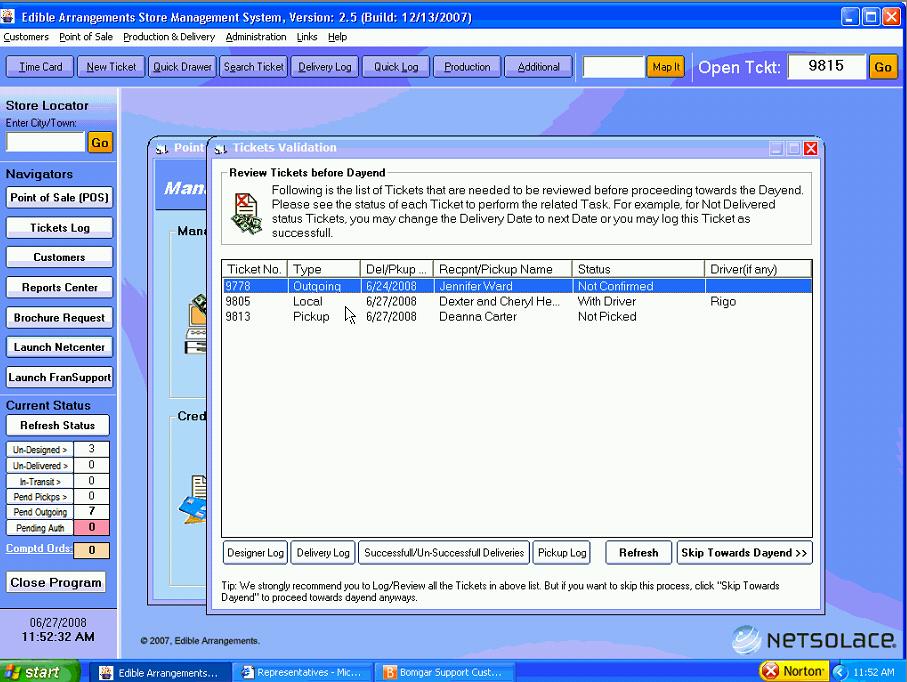 Edible Arrangements Store Management System, Version: 2.5 (Build: 12/13/2007)
Customers Point of Sale Production & Delivery Administration Links Help
Time Card New Ticket Quick Drawer Search Ticket Delivery Log Quick Log Production Additional Map It Open Tckt: 9815 Go
Store Locator
Enter City/Town:
Go
Navigators
Point of Sale (POS)
Tickets Log
Customers
Reports Center
Brochure Request
Launch Netcenter
Launch FranSupport
Current Status
Refresh Status
Un-Designed > 3
Un-Delivered > 0
In-Transit > 0
Pend Pickps > 0
Pend Outgoing 7
Pending Auth 0
Comptd Ords: 0
Close Program
06/27/2008
11:52:32 AM
Point
Man
Mana
Cred
Tickets Validation
Review Tickets before Dayend
Following is the list of Tickets that are needed to be reviewed before proceeding towards the Dayend.
Please see the status of each Ticket to perform the related Task. For example, for Not Delivered
status Tickets, you may change the Delivery Date to next Date or you may log this Ticket as
successfull.
Ticket No. Type Del/Pkup ... Recpnt/Pickup Name Status Driver(if any)
9778 Outgoing 6/24/2008 Jennifer Ward Not Confirmed
9805 Local 6/27/2008 Dexter and Cheryl He... With Driver Rigo
9813 Pickup 6/27/2008 Deanna Carter Not Picked
Designer Log Delivery Log Successfull/Un-Successfull Deliveries Pickup Log Refresh Skip Towards Dayend >>
Tip: We strongly recommend you to Log/Review all the Tickets in above list. But if you want to skip this process, click "Skip Towards
Dayend" to proceed towards dayend anyways.
© 2007, Edible Arrangements.
NETSOLACE.
start Edible Arrangements... Representatives - Mic... Bomgar Support Cust... Norton 11:52 AM